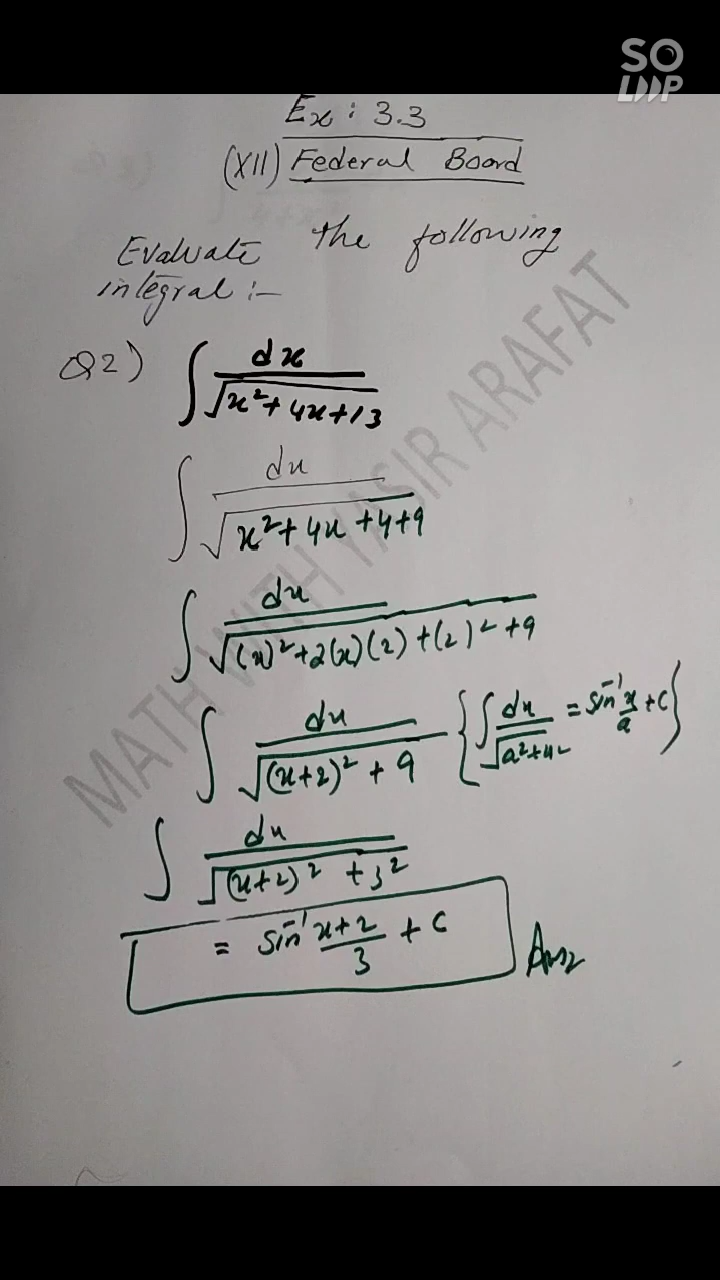 SO
LOOP
Ex: 3.3
(XII) Federal Board
Evaluate the following
integral :-
Q2) ∫ dx / √(x²+4x+13)
∫ dx / √(x²+4x+4+9)
∫ dx / √((x)²+2(x)(2)+(2)²+9)
∫ dx / √((x+2)²+9) {∫ dx / √(a²+x² = sin⁻¹ x/a + c}
∫ dx / √((x+2)²+3²)
= sin⁻¹ x+2/3 + c Ans
MATH WITH YASIR ARAFAT